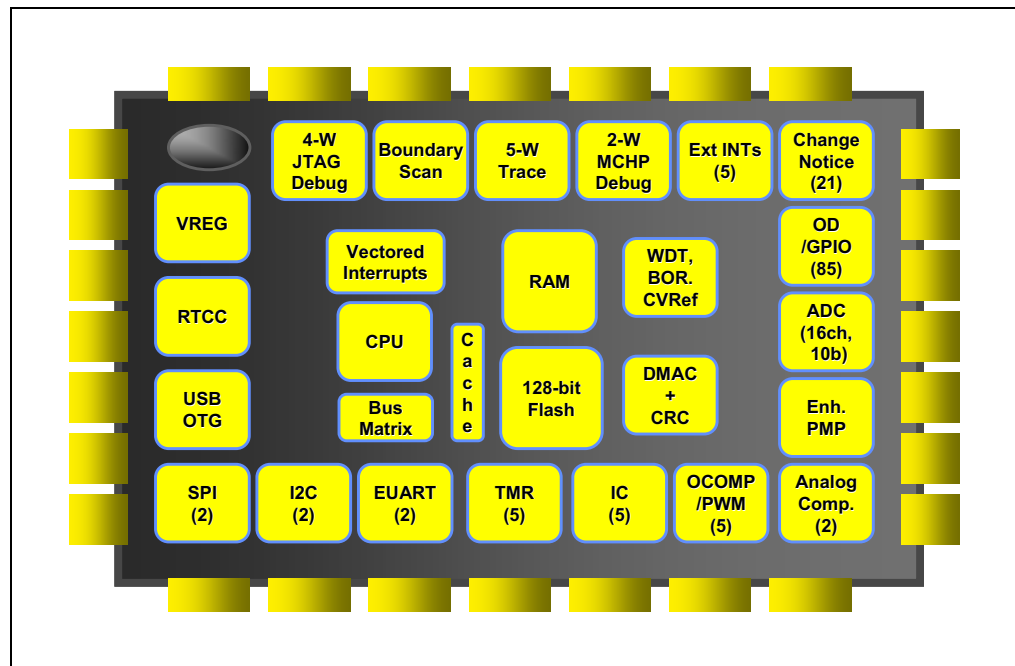 4-W
JTAG
Debug
Boundary
Scan
5-W
Trace
2-W
MCHP
Debug
Ext INTs
(5)
Change
Notice
(21)
VREG
Vectored
Interrupts
RAM
WDT,
BOR.
CVRef
OD
/GPIO
(85)
RTCC
CPU
C
a
c
h
e
ADC
(16ch,
10b)
USB
OTG
Bus
Matrix
128-bit
Flash
DMAC
+
CRC
Enh.
PMP
SPI
(2)
I2C
(2)
EUART
(2)
TMR
(5)
IC
(5)
OCOMP
/PWM
(5)
Analog
Comp.
(2)